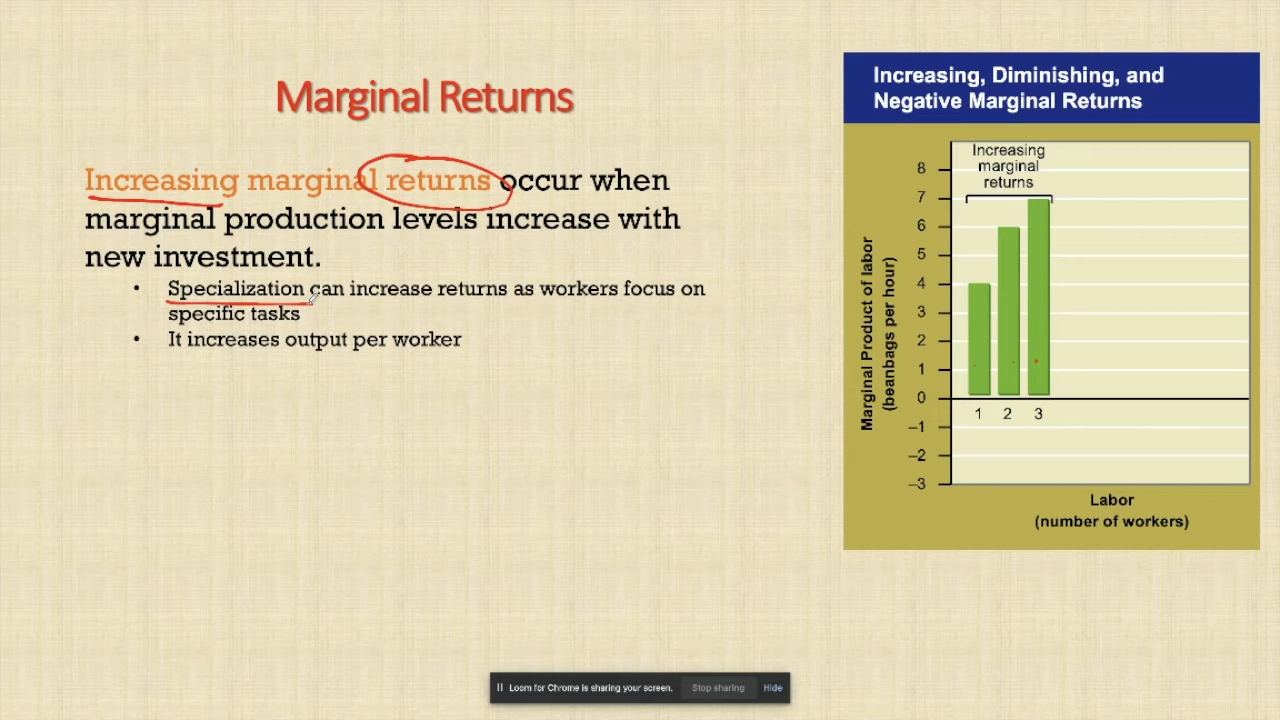 Marginal Returns
Increasing marginal returns occur when
marginal production levels increase with
new investment.
• Specialization can increase returns as workers focus on
specific tasks
• It increases output per worker
Increasing, Diminishing, and
Negative Marginal Returns
Increasing
marginal
returns
8
7
6
5
4
3
2
1
0
–1
–2
–3
Marginal Product of labor
(beanbags per hour)
1 2 3
Labor
(number of workers)
Loom for Chrome is sharing your screen. Stop sharing Hide